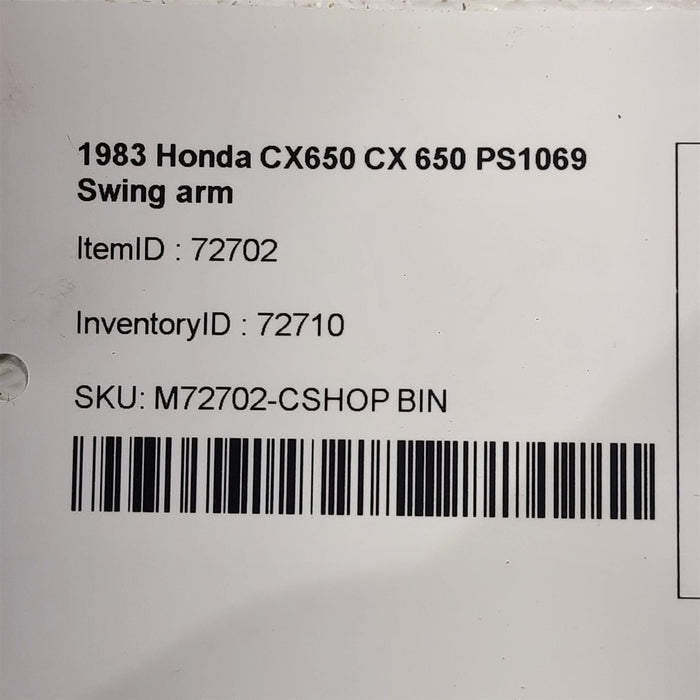 1983 Honda CX650 CX 650 PS1069
Swing arm
ItemID : 72702
InventoryID : 72710
SKU: M72702-CSHOP BIN